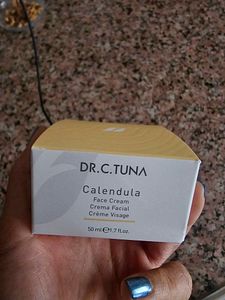 DR.C.TUNA
Calendula
Face Cream
Crema Facial
Crème Visage
50 ml ℮1.7 fl.oz.